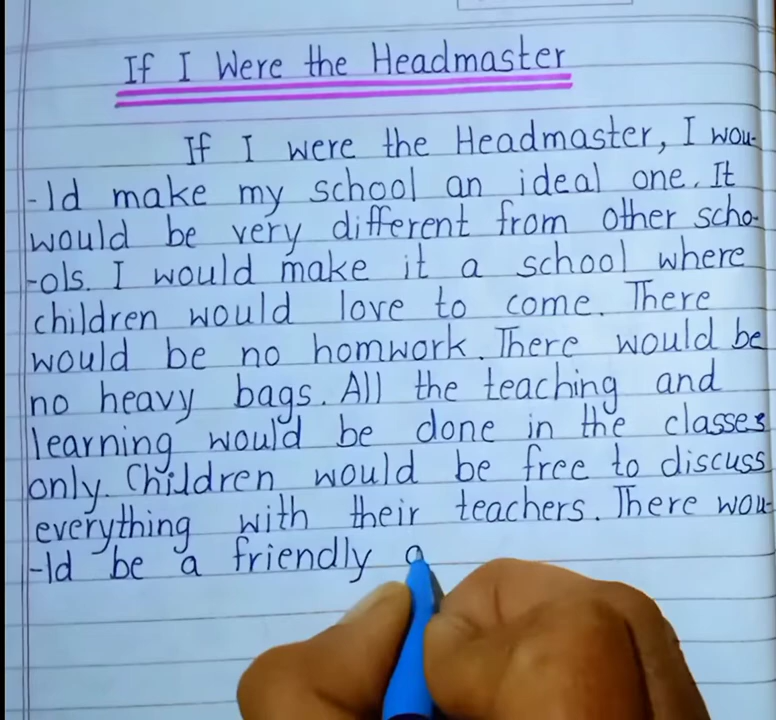 If I Were the Headmaster
If I were the Headmaster, I wou-
-ld make my school an ideal one. It
would be very different from other scho-
-ols. I would make it a school where
children would love to come. There
would be no homwork. There would be
no heavy bags. All the teaching and
learning would be done in the classes
only. Children would be free to discuss
everything with their teachers. There wou-
-ld be a friendly a